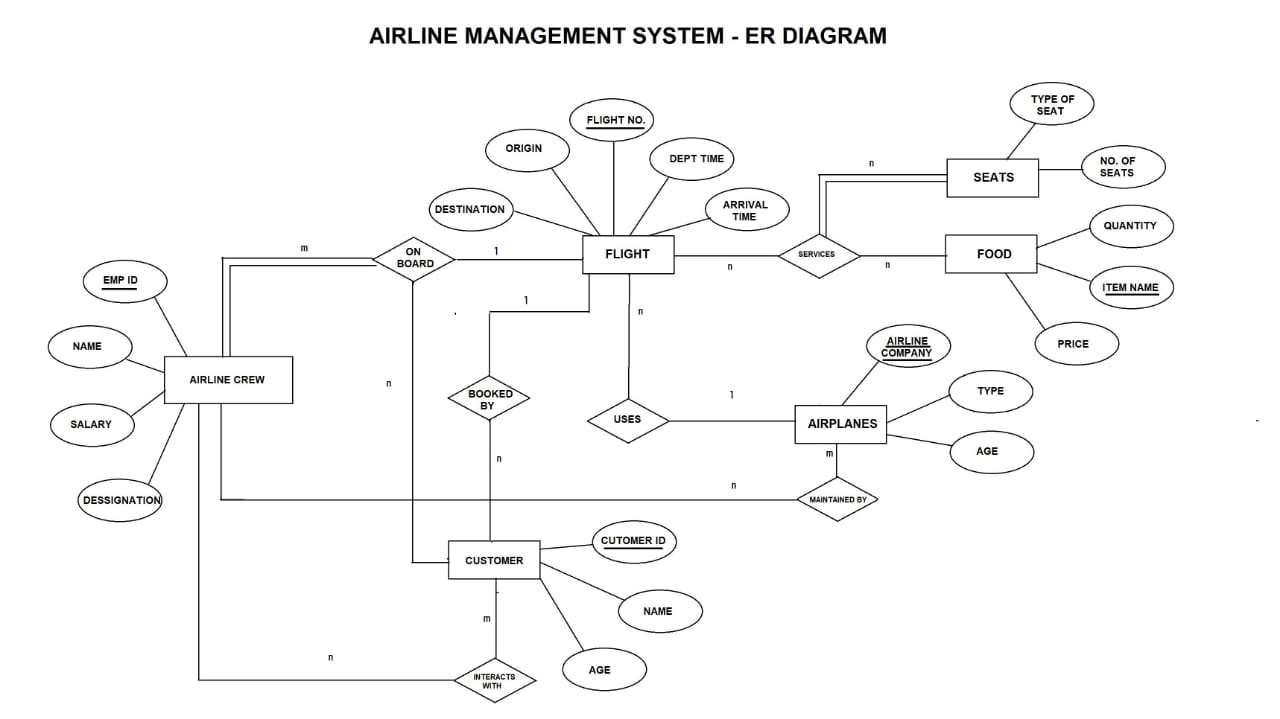 AIRLINE MANAGEMENT SYSTEM - ER DIAGRAM
TYPE OF
SEAT
FLIGHT NO.
ORIGIN
DEPT TIME
n
NO. OF
SEATS
SEATS
DESTINATION
ARRIVAL
TIME
QUANTITY
m
ON
BOARD
1
FLIGHT
n
SERVICES
n
FOOD
EMP ID
ITEM NAME
1
n
NAME
AIRLINE
COMPANY
PRICE
AIRLINE CREW
n
BOOKED
BY
1
TYPE
SALARY
USES
AIRPLANES
AGE
n
m
n
DESSIGNATION
MAINTAINED BY
CUTOMER ID
CUSTOMER
NAME
m
n
AGE
INTERACTS
WITH